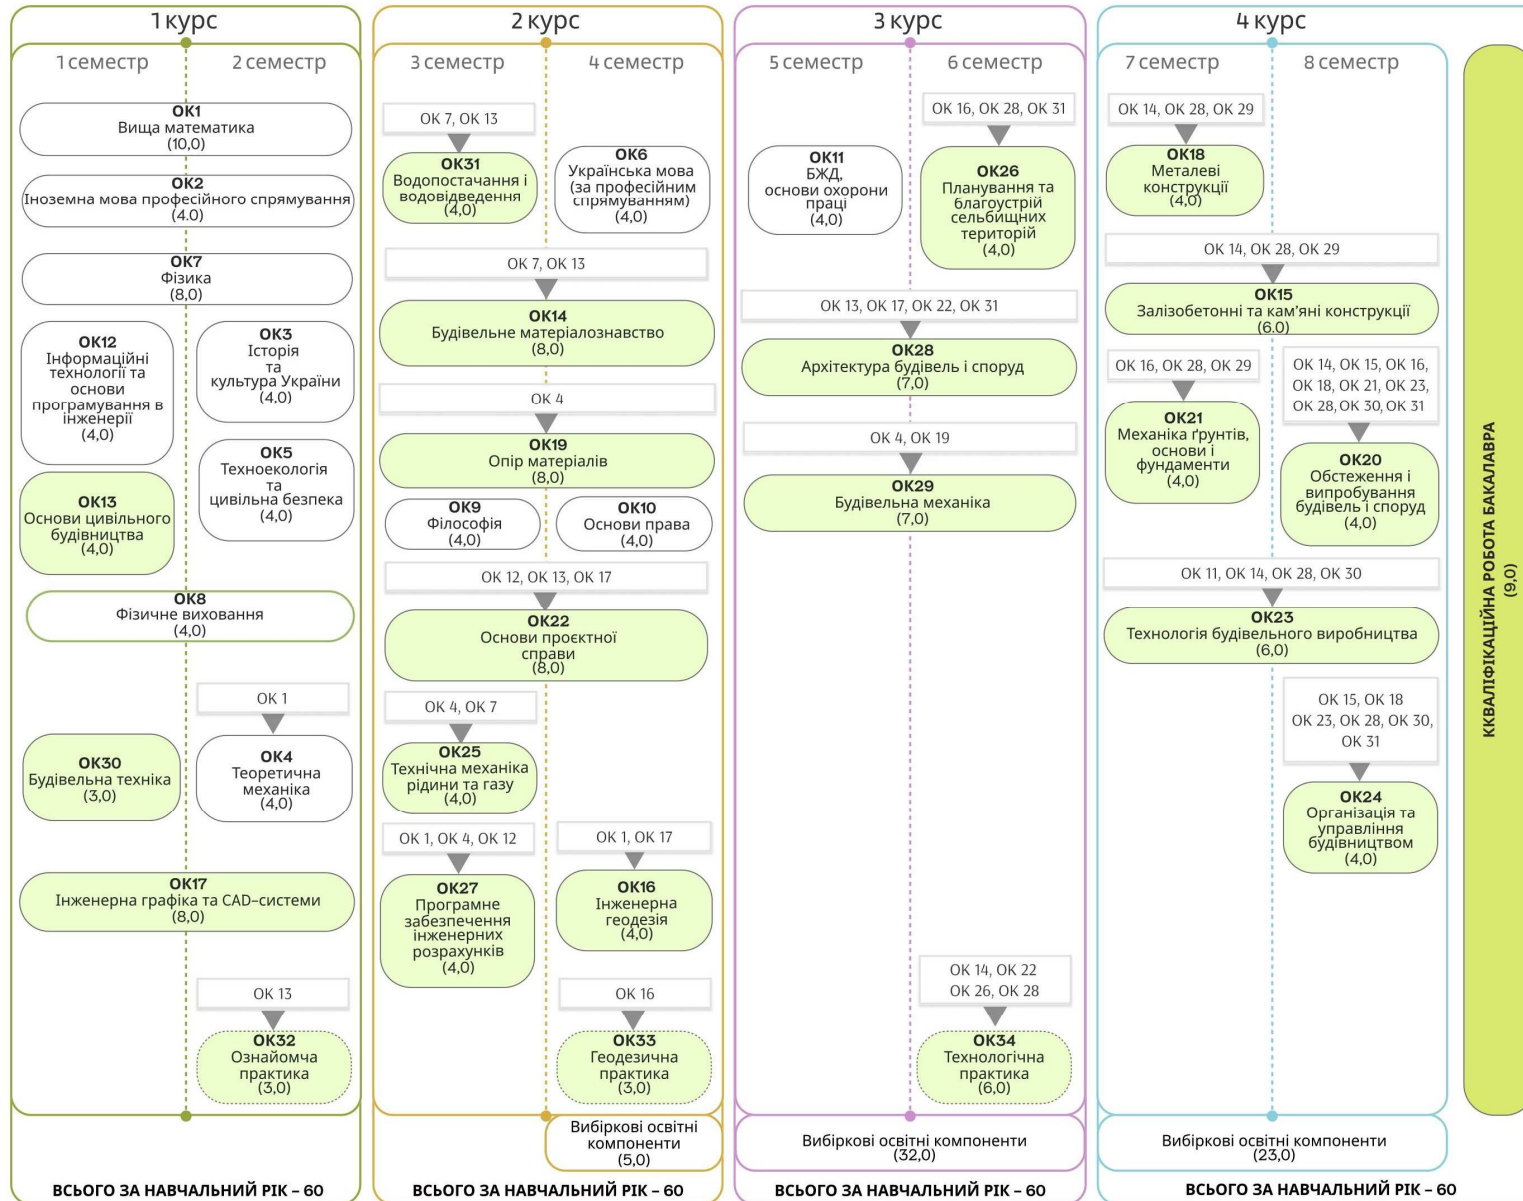 1 курс
1 семестр
2 семестр
ОК1
Вища математика
(10,0)
ОК2
Іноземна мова професійного спрямування
(4.0)
ОК7
Фізика
(8,0)
ОК12
Інформаційні
технології та
основи
програмування в
інженерії
(4,0)
ОК3
Історія
та
культура України
(4.0)
ОК5
Техноекологія
та
цивільна безпека
(4,0)
ОК13
Основи цивільного
будівництва
(4,0)
ОК8
Фізичне виховання
(4,0)
ОК 1
ОК30
Будівельна техніка
(3,0)
ОК4
Теоретична
механіка
(4,0)
ОК17
Інженерна графіка та CAD-системи
(8,0)
ОК 13
ОК32
Ознайомча
практика
(3,0)
ВСЬОГО ЗА НАВЧАЛЬНИЙ РІК – 60
2 курс
3 семестр
4 семестр
ОК 7, ОК 13
ОК31
Водопостачання і
водовідведення
(4,0)
ОК6
Українська мова
(за професійним
спрямуванням)
(4,0)
ОК 7, ОК 13
ОК14
Будівельне матеріалознавство
(8,0)
ОК 4
ОК19
Опір матеріалів
(8,0)
ОК9
Філософія
(4,0)
ОК10
Основи права
(4,0)
ОК 12, ОК 13, ОК 17
ОК22
Основи проєктної
справи
(8,0)
ОК 4, ОК 7
ОК25
Технічна механіка
рідини та газу
(4,0)
ОК 1, ОК 4, ОК 12
ОК27
Програмне
забезпечення
інженерних
розрахунків
(4,0)
ОК 1, ОК 17
ОК16
Інженерна
геодезія
(4,0)
ОК 16
ОК33
Геодезична
практика
(3,0)
Вибіркові освітні
компоненти
(5,0)
ВСЬОГО ЗА НАВЧАЛЬНИЙ РІК – 60
3 курс
5 семестр
6 семестр
ОК11
БЖД,
основи охорони
праці
(4,0)
ОК 16, ОК 28, ОК 31
ОК26
Планування та
благоустрій
сельбищних
територій
(4,0)
ОК 13, ОК 17, ОК 22, ОК 31
ОК28
Архітектура будівель і споруд
(7,0)
ОК 4, ОК 19
ОК29
Будівельна механіка
(7,0)
ОК 14, ОК 22
ОК 26, ОК 28
ОК34
Технологічна
практика
(6,0)
Вибіркові освітні компоненти
(32,0)
ВСЬОГО ЗА НАВЧАЛЬНИЙ РІК – 60
4 курс
7 семестр
8 семестр
ОК 14, ОК 28, ОК 29
ОК18
Металеві
конструкції
(4,0)
ОК 14, ОК 28, ОК 29
ОК15
Залізобетонні та кам’яні конструкції
(6.0)
ОК 16, ОК 28, ОК 29
ОК21
Механіка ґрунтів,
основи і
фундаменти
(4,0)
ОК 14, ОК 15, ОК 16,
ОК 18, ОК 21, ОК 23,
ОК 28, ОК 30, ОК 31
ОК20
Обстеження і
випробування
будівель і споруд
(4,0)
ОК 11, ОК 14, ОК 28, ОК 30
ОК23
Технологія будівельного виробництва
(6,0)
ОК 15, ОК 18
ОК 23, ОК 28, ОК 30,
ОК 31
ОК24
Організація та
управління
будівництвом
(4,0)
Вибіркові освітні компоненти
(23,0)
ВСЬОГО ЗА НАВЧАЛЬНИЙ РІК – 60
ККВАЛІФІКАЦІЙНА РОБОТА БАКАЛАВРА
(9,0)